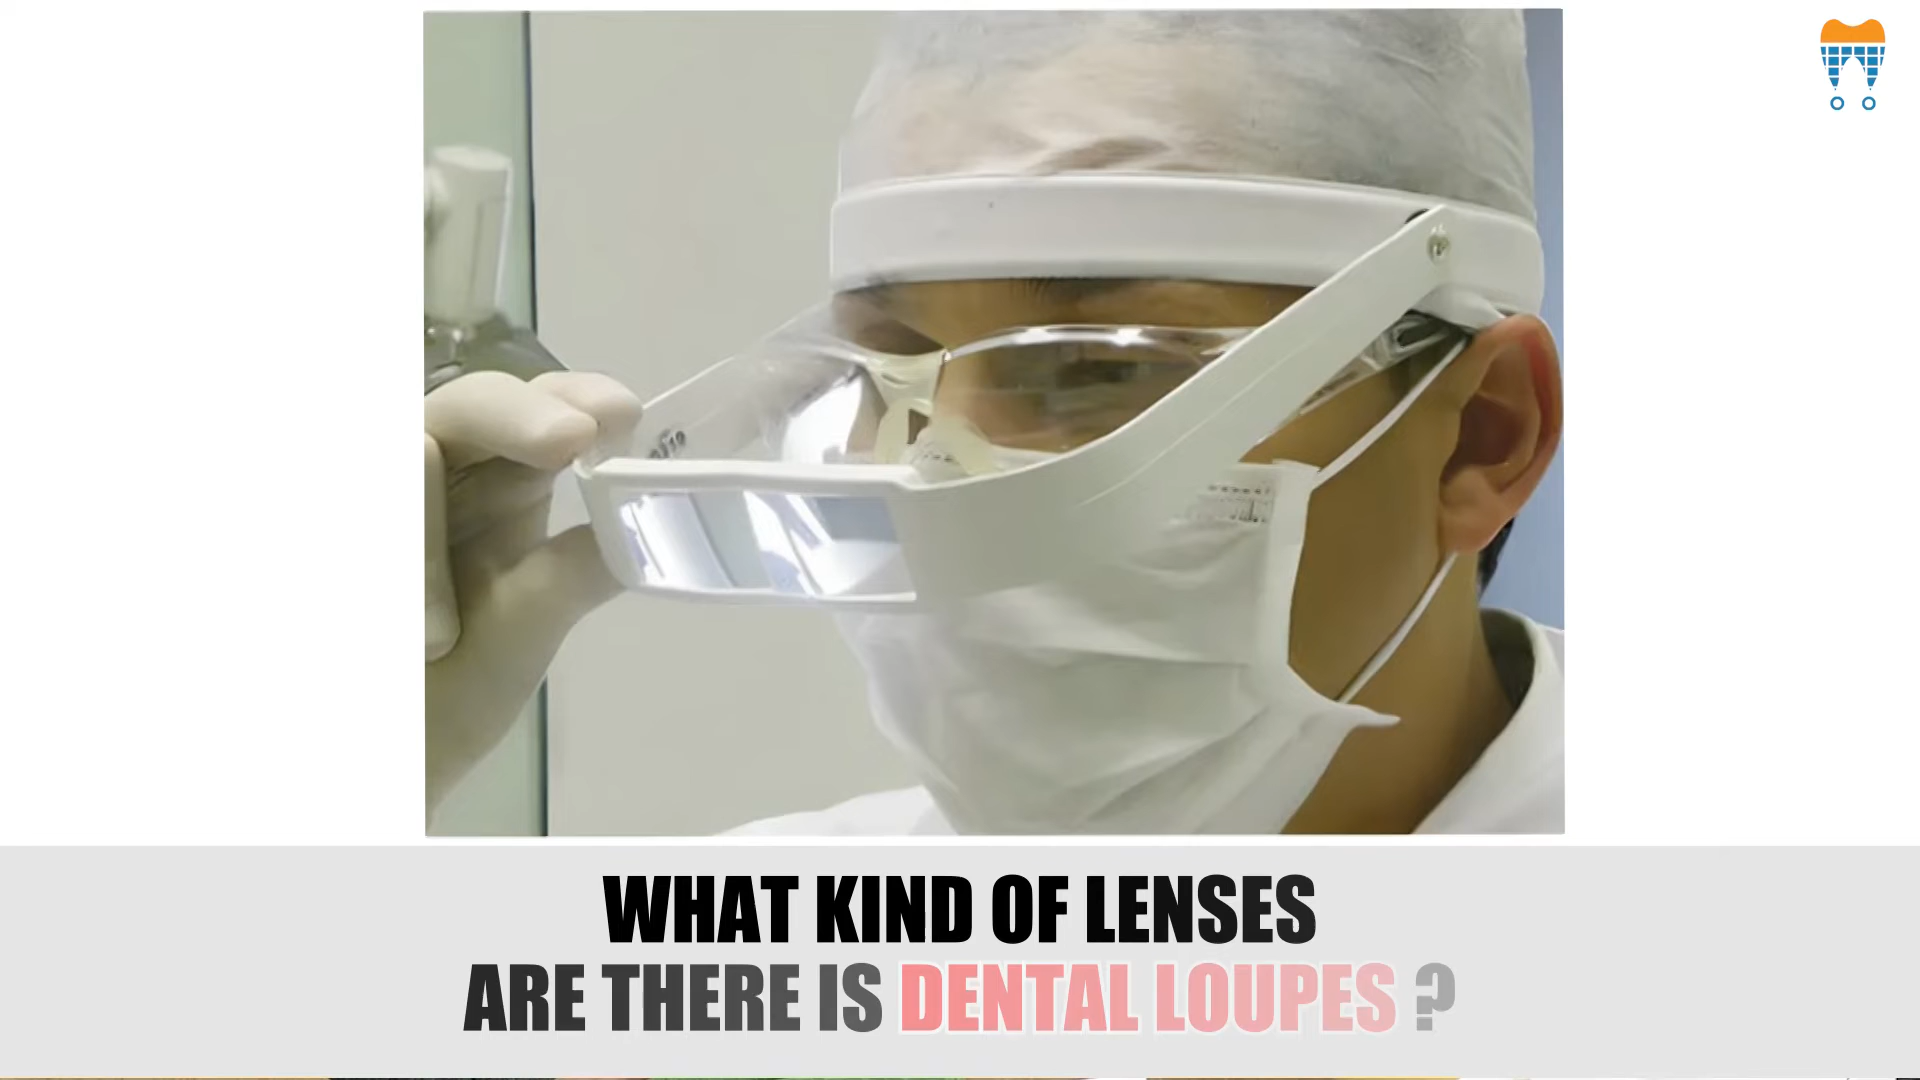 WHAT KIND OF LENSES
ARE THERE IS DENTAL LOUPES ?